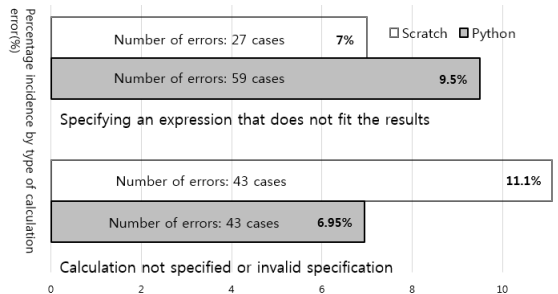 Percentage incidence by type of calculation
error(%)
Scratch Python
Number of errors: 27 cases 7%
Number of errors: 59 cases 9.5%
Specifying an expression that does not fit the results
Number of errors: 43 cases 11.1%
Number of errors: 43 cases 6.95%
Calculation not specified or invalid specification
0 2 4 6 8 10